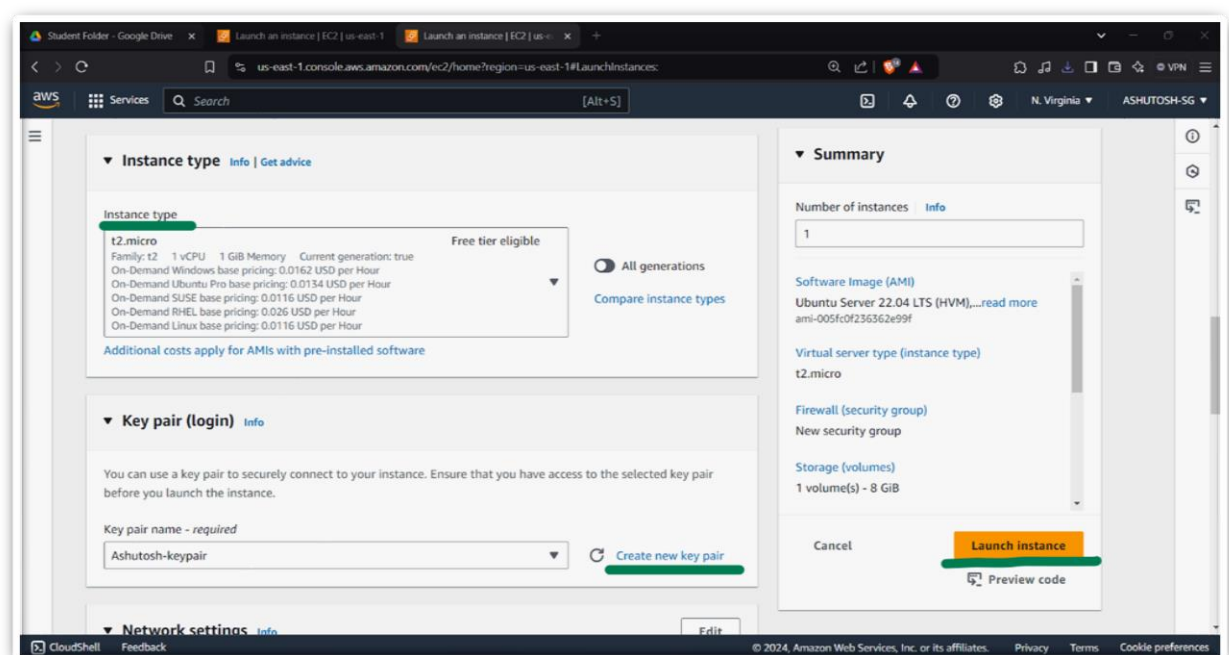 Student Folder - Google Drive
Launch an instance | EC2 | us-east-1
Launch an instance | EC2 | us-e
us-east-1.console.aws.amazon.com/ec2/home?region=us-east-1#LaunchInstances:
VPN
aws
Services
Search
[Alt+S]
N. Virginia
ASHUTOSH-SG
Instance type Info | Get advice
Instance type
t2.micro
Free tier eligible
Family: t2 1 vCPU 1 GiB Memory Current generation: true
On-Demand Windows base pricing: 0.0162 USD per Hour
On-Demand Ubuntu Pro base pricing: 0.0134 USD per Hour
On-Demand SUSE base pricing: 0.0116 USD per Hour
On-Demand RHEL base pricing: 0.026 USD per Hour
On-Demand Linux base pricing: 0.0116 USD per Hour
All generations
Compare instance types
Additional costs apply for AMIs with pre-installed software
Key pair (login) Info
You can use a key pair to securely connect to your instance. Ensure that you have access to the selected key pair
before you launch the instance.
Key pair name - required
Ashutosh-keypair
Create new key pair
Network settings Info
Edit
Summary
Number of instances Info
1
Software Image (AMI)
Ubuntu Server 22.04 LTS (HVM),...read more
ami-005fc0f236362e99f
Virtual server type (instance type)
t2.micro
Firewall (security group)
New security group
Storage (volumes)
1 volume(s) - 8 GiB
Cancel
Launch instance
Preview code
CloudShell
Feedback
© 2024, Amazon Web Services, Inc. or its affiliates.
Privacy
Terms
Cookie preferences